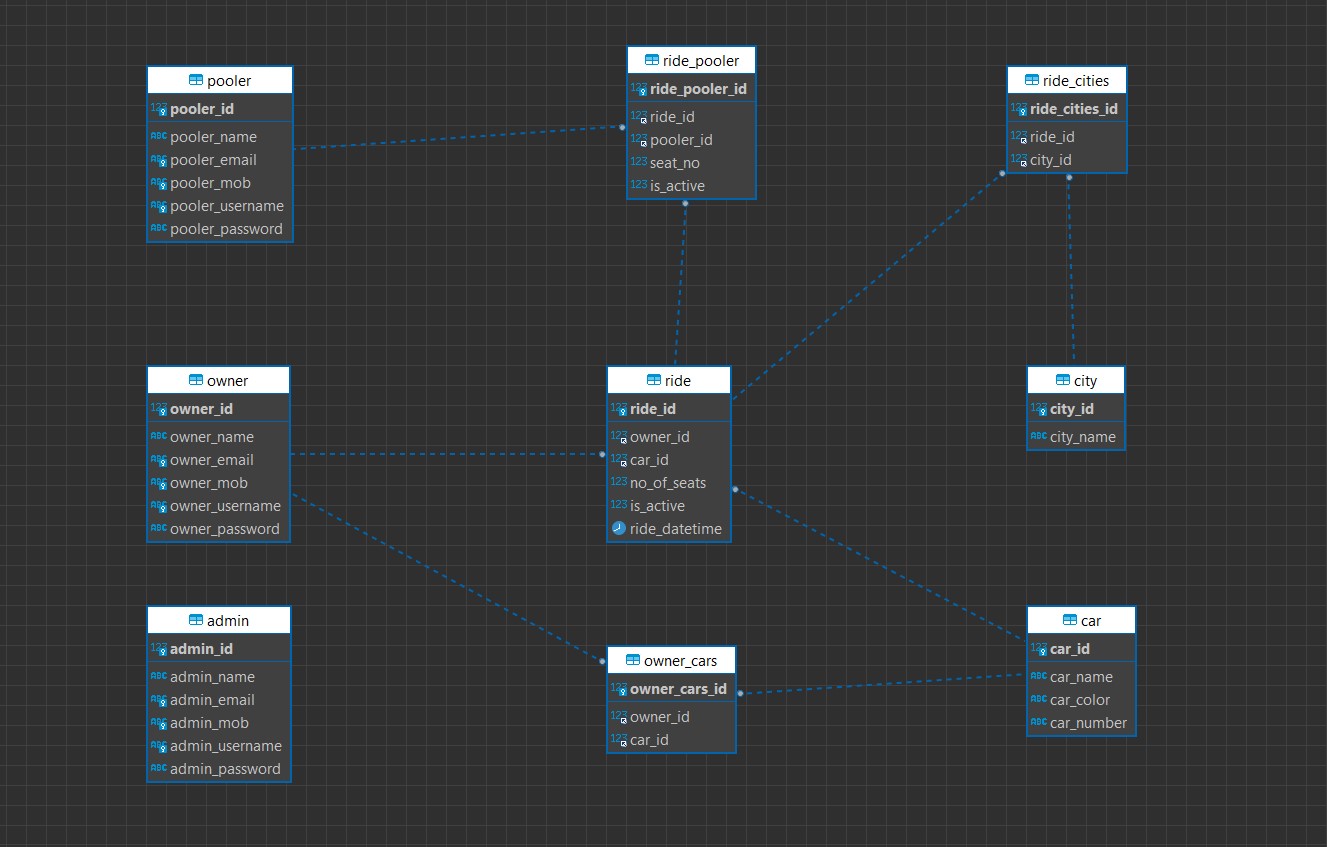 pooler
123 pooler_id
ABC pooler_name
ABC pooler_email
ABC pooler_mob
ABC pooler_username
ABC pooler_password
ride_pooler
123 ride_pooler_id
123 ride_id
123 pooler_id
123 seat_no
123 is_active
ride_cities
123 ride_cities_id
123 ride_id
123 city_id
owner
123 owner_id
ABC owner_name
ABC owner_email
ABC owner_mob
ABC owner_username
ABC owner_password
ride
123 ride_id
123 owner_id
123 car_id
123 no_of_seats
123 is_active
ride_datetime
city
123 city_id
ABC city_name
admin
123 admin_id
ABC admin_name
ABC admin_email
ABC admin_mob
ABC admin_username
ABC admin_password
owner_cars
123 owner_cars_id
123 owner_id
123 car_id
car
123 car_id
ABC car_name
ABC car_color
ABC car_number